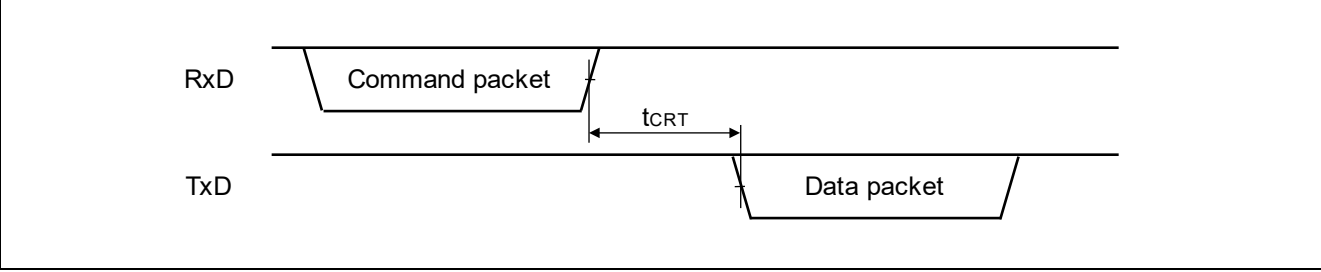 RxD
Command packet
tCRT
TxD
Data packet